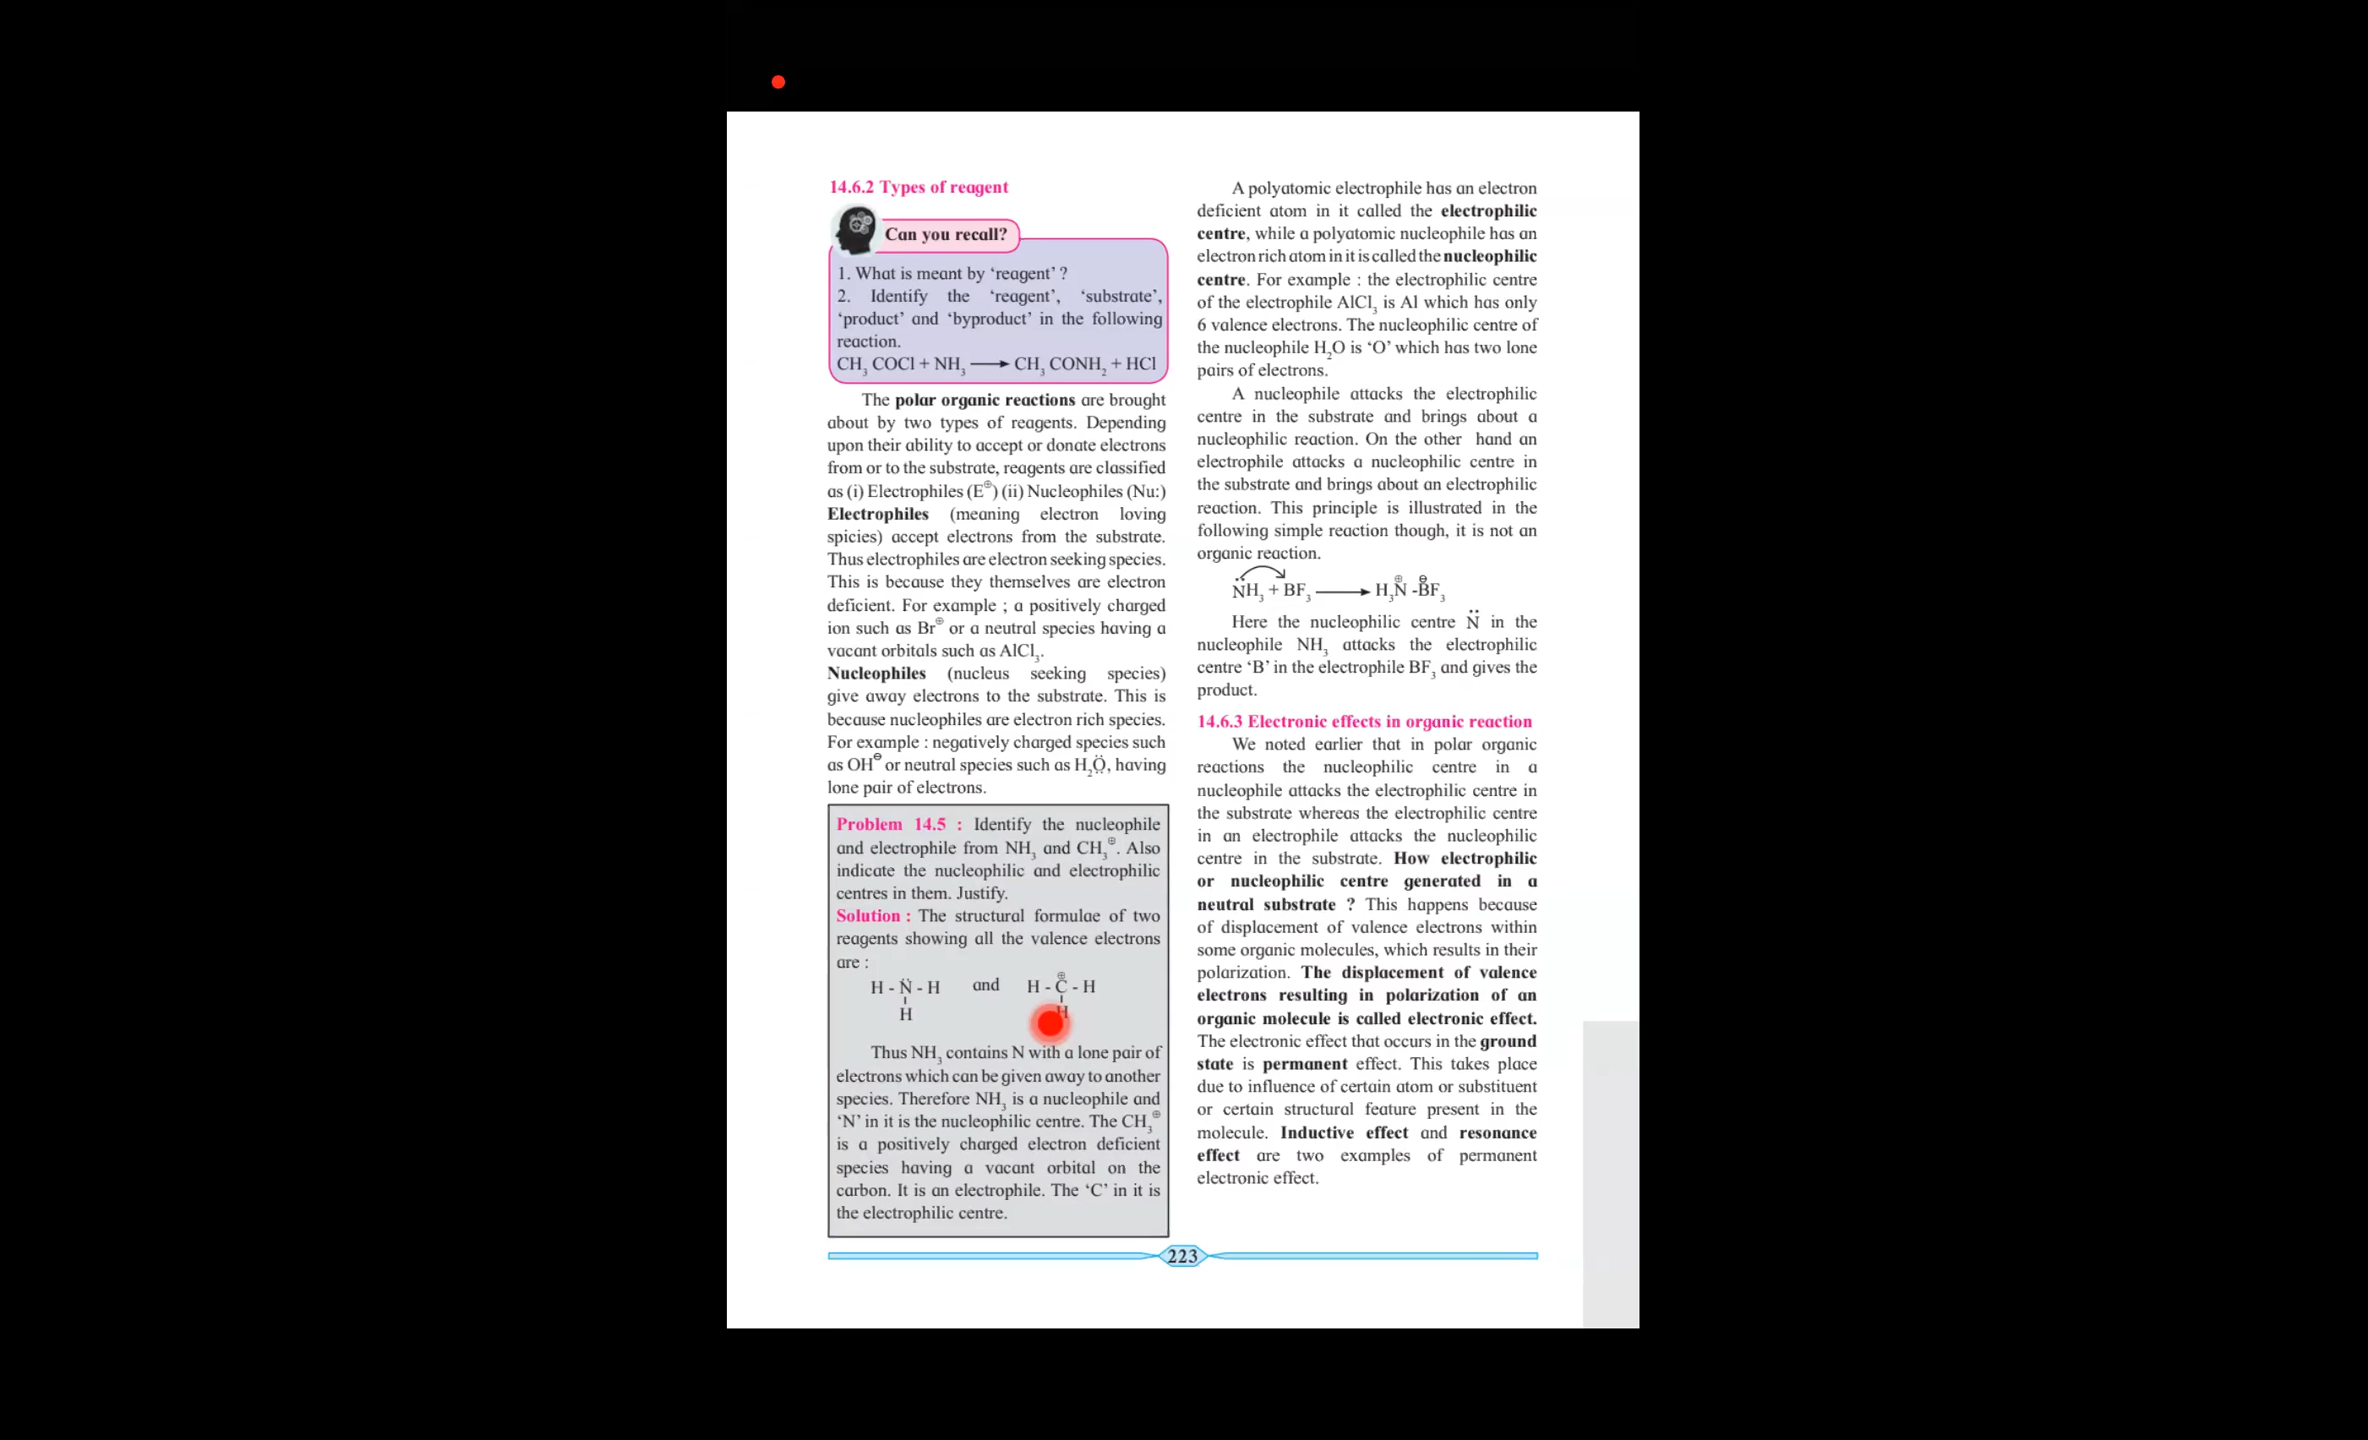 14.6.2 Types of reagent
Can you recall?
1. What is meant by ‘reagent’ ?
2. Identify the ‘reagent’, ‘substrate’,
‘product’ and ‘byproduct’ in the following
reaction.
CH₃ COCl + NH₃ ⟶ CH₃ CONH₂ + HCl
The polar organic reactions are brought
about by two types of reagents. Depending
upon their ability to accept or donate electrons
from or to the substrate, reagents are classified
as (i) Electrophiles (E⊕) (ii) Nucleophiles (Nu:)
Electrophiles (meaning electron loving
spicies) accept electrons from the substrate.
Thus electrophiles are electron seeking species.
This is because they themselves are electron
deficient. For example ; a positively charged
ion such as Br⊕ or a neutral species having a
vacant orbitals such as AlCl₃.
Nucleophiles (nucleus seeking species)
give away electrons to the substrate. This is
because nucleophiles are electron rich species.
For example : negatively charged species such
as OH⊖ or neutral species such as H₂Ö̤, having
lone pair of electrons.
Problem 14.5 : Identify the nucleophile
and electrophile from NH₃ and CH₃⊕. Also
indicate the nucleophilic and electrophilic
centres in them. Justify.
Solution : The structural formulae of two
reagents showing all the valence electrons
are :
H - N̈ - H and H - C⊕ - H
H H
Thus NH₃ contains N with a lone pair of
electrons which can be given away to another
species. Therefore NH₃ is a nucleophile and
‘N’ in it is the nucleophilic centre. The CH₃⊕
is a positively charged electron deficient
species having a vacant orbital on the
carbon. It is an electrophile. The ‘C’ in it is
the electrophilic centre.
A polyatomic electrophile has an electron
deficient atom in it called the electrophilic
centre, while a polyatomic nucleophile has an
electron rich atom in it is called the nucleophilic
centre. For example : the electrophilic centre
of the electrophile AlCl₃ is Al which has only
6 valence electrons. The nucleophilic centre of
the nucleophile H₂O is ‘O’ which has two lone
pairs of electrons.
A nucleophile attacks the electrophilic
centre in the substrate and brings about a
nucleophilic reaction. On the other hand an
electrophile attacks a nucleophilic centre in
the substrate and brings about an electrophilic
reaction. This principle is illustrated in the
following simple reaction though, it is not an
organic reaction.
N̈H₃ + BF₃ ⟶ H₃N⊕ -B⊖F₃
Here the nucleophilic centre N̈ in the
nucleophile NH₃ attacks the electrophilic
centre ‘B’ in the electrophile BF₃ and gives the
product.
14.6.3 Electronic effects in organic reaction
We noted earlier that in polar organic
reactions the nucleophilic centre in a
nucleophile attacks the electrophilic centre in
the substrate whereas the electrophilic centre
in an electrophile attacks the nucleophilic
centre in the substrate. How electrophilic
or nucleophilic centre generated in a
neutral substrate ? This happens because
of displacement of valence electrons within
some organic molecules, which results in their
polarization. The displacement of valence
electrons resulting in polarization of an
organic molecule is called electronic effect.
The electronic effect that occurs in the ground
state is permanent effect. This takes place
due to influence of certain atom or substituent
or certain structural feature present in the
molecule. Inductive effect and resonance
effect are two examples of permanent
electronic effect.
223